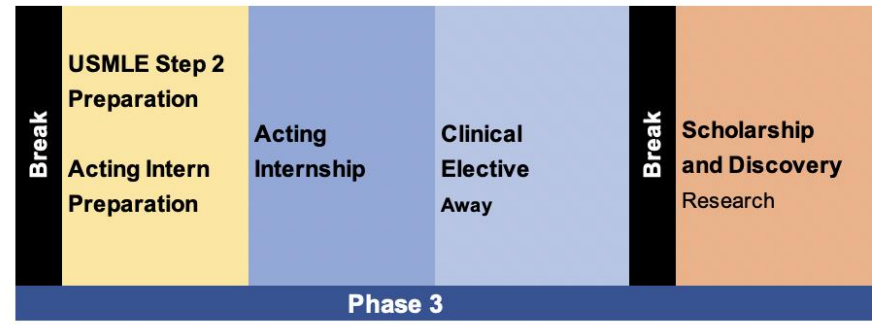 Break
USMLE Step 2
Preparation
Acting Intern
Preparation
Acting
Internship
Clinical
Elective
Away
Break
Scholarship
and Discovery
Research
Phase 3